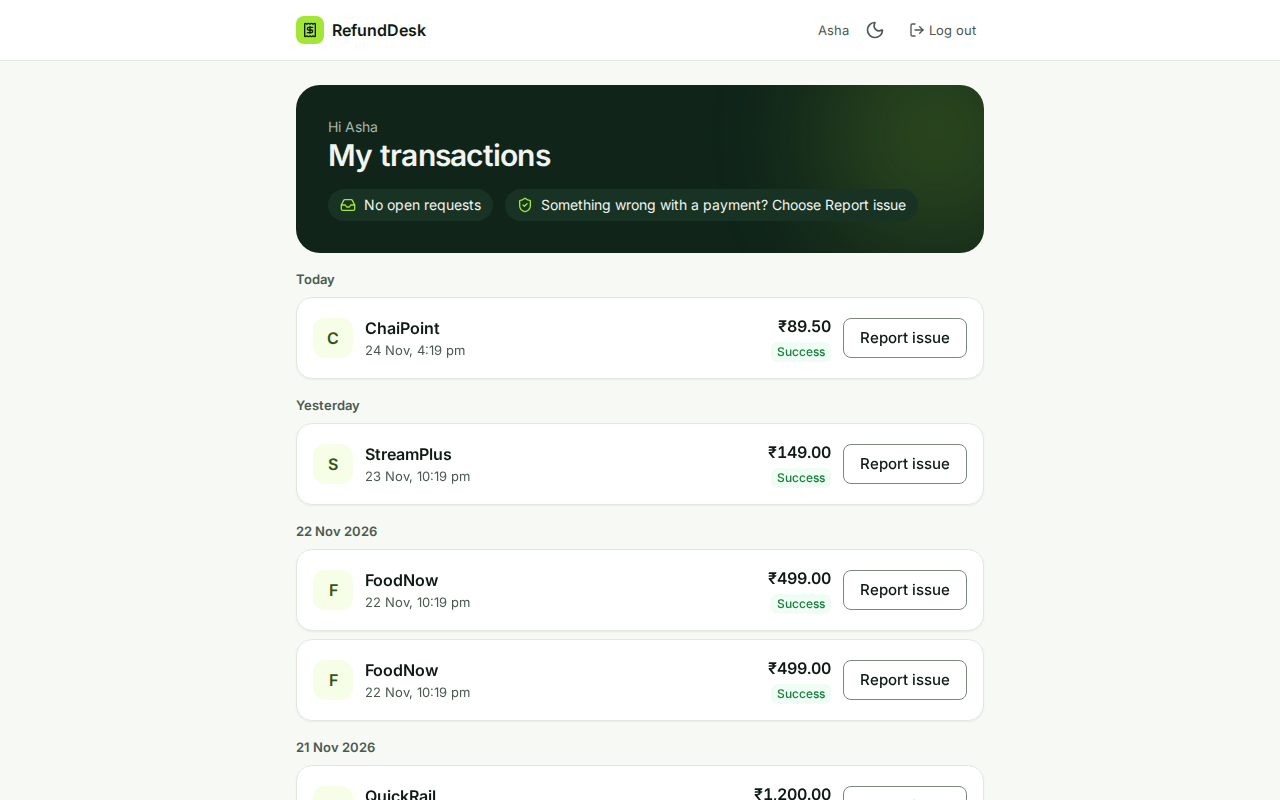 RefundDesk
Asha
Log out
Hi Asha
My transactions
No open requests
Something wrong with a payment? Choose Report issue
Today
C
ChaiPoint
24 Nov, 4:19 pm
₹89.50
Success
Report issue
Yesterday
S
StreamPlus
23 Nov, 10:19 pm
₹149.00
Success
Report issue
22 Nov 2026
F
FoodNow
22 Nov, 10:19 pm
₹499.00
Success
Report issue
F
FoodNow
22 Nov, 10:19 pm
₹499.00
Success
Report issue
21 Nov 2026
QuickRail
₹1,200.00